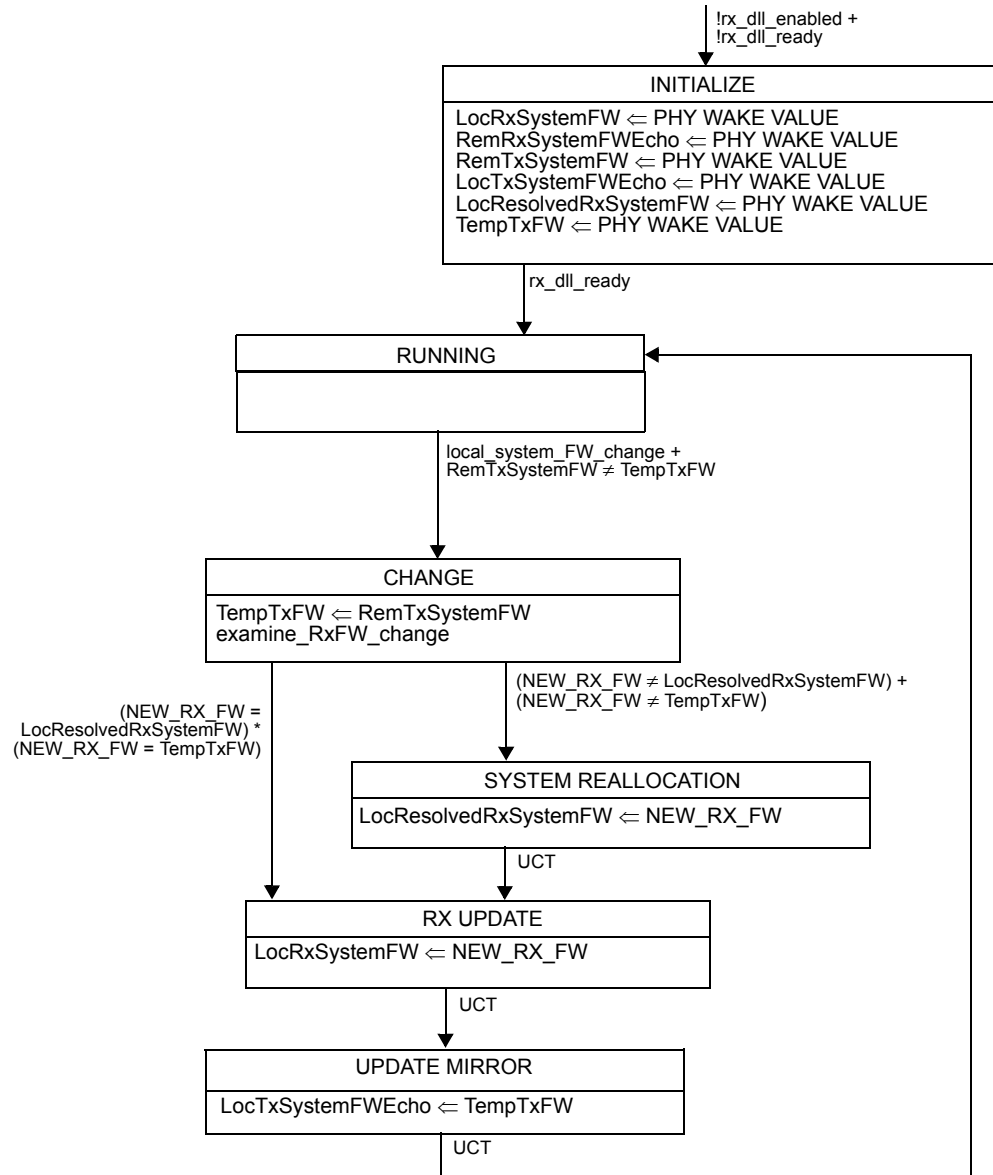 !rx_dll_enabled +
!rx_dll_ready
INITIALIZE
LocRxSystemFW ⇐ PHY WAKE VALUE
RemRxSystemFWEcho ⇐ PHY WAKE VALUE
RemTxSystemFW ⇐ PHY WAKE VALUE
LocTxSystemFWEcho ⇐ PHY WAKE VALUE
LocResolvedRxSystemFW ⇐ PHY WAKE VALUE
TempTxFW ⇐ PHY WAKE VALUE
rx_dll_ready
RUNNING
local_system_FW_change +
RemTxSystemFW ≠ TempTxFW
CHANGE
TempTxFW ⇐ RemTxSystemFW
examine_RxFW_change
(NEW_RX_FW =
LocResolvedRxSystemFW) *
(NEW_RX_FW = TempTxFW)
(NEW_RX_FW ≠ LocResolvedRxSystemFW) +
(NEW_RX_FW ≠ TempTxFW)
SYSTEM REALLOCATION
LocResolvedRxSystemFW ⇐ NEW_RX_FW
UCT
RX UPDATE
LocRxSystemFW ⇐ NEW_RX_FW
UCT
UPDATE MIRROR
LocTxSystemFWEcho ⇐ TempTxFW
UCT